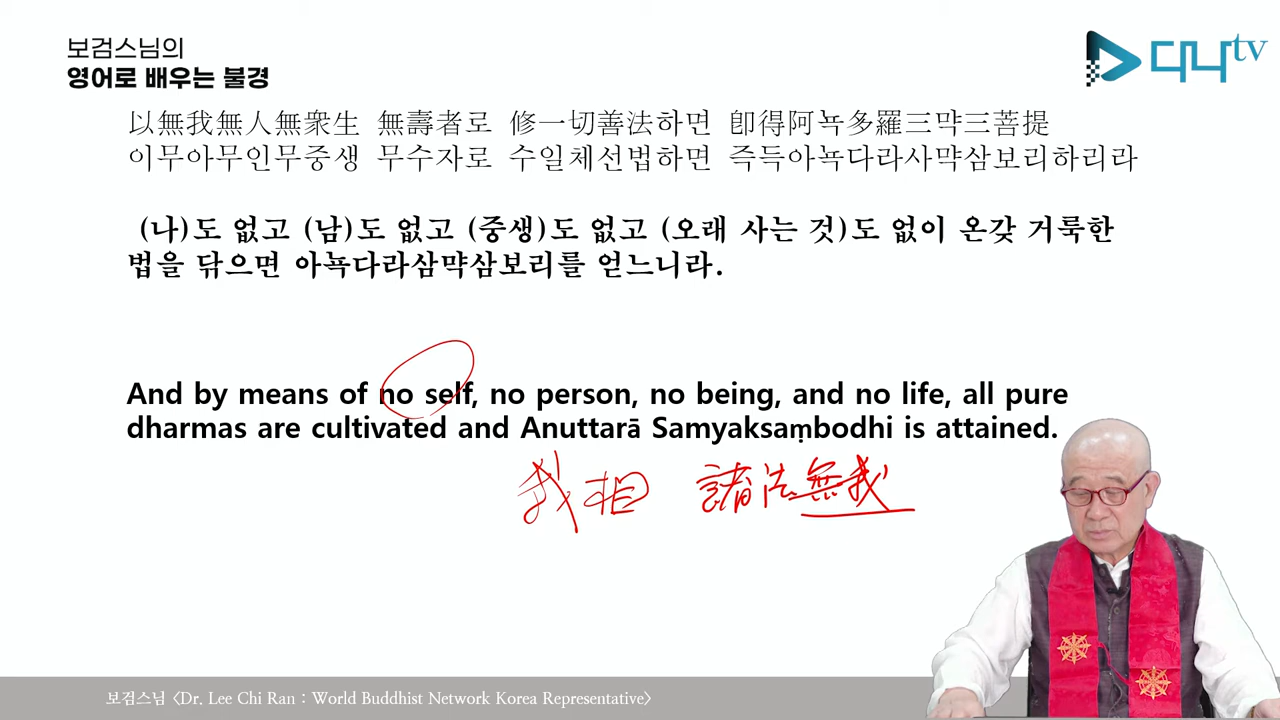 보검스님의
영어로 배우는 불경
다나tv
以無我無人無衆生 無壽者로 修一切善法하면 卽得阿뇩多羅三먁三菩提
이무아무인무중생 무수자로 수일체선법하면 즉득아뇩다라사먁삼보리하리라
(나)도 없고 (남)도 없고 (중생)도 없고 (오래 사는 것)도 없이 온갖 거룩한
법을 닦으면 아뇩다라삼먁삼보리를 얻느니라.
And by means of no self, no person, no being, and no life, all pure
dharmas are cultivated and Anuttarā Samyaksaṃbodhi is attained.
我相 諸法無我
보검스님 <Dr. Lee Chi Ran : World Buddhist Network Korea Representative>